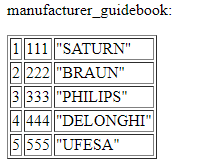 manufacturer_guidebook:
1 111 "SATURN"
2 222 "BRAUN"
3 333 "PHILIPS"
4 444 "DELONGHI"
5 555 "UFESA"